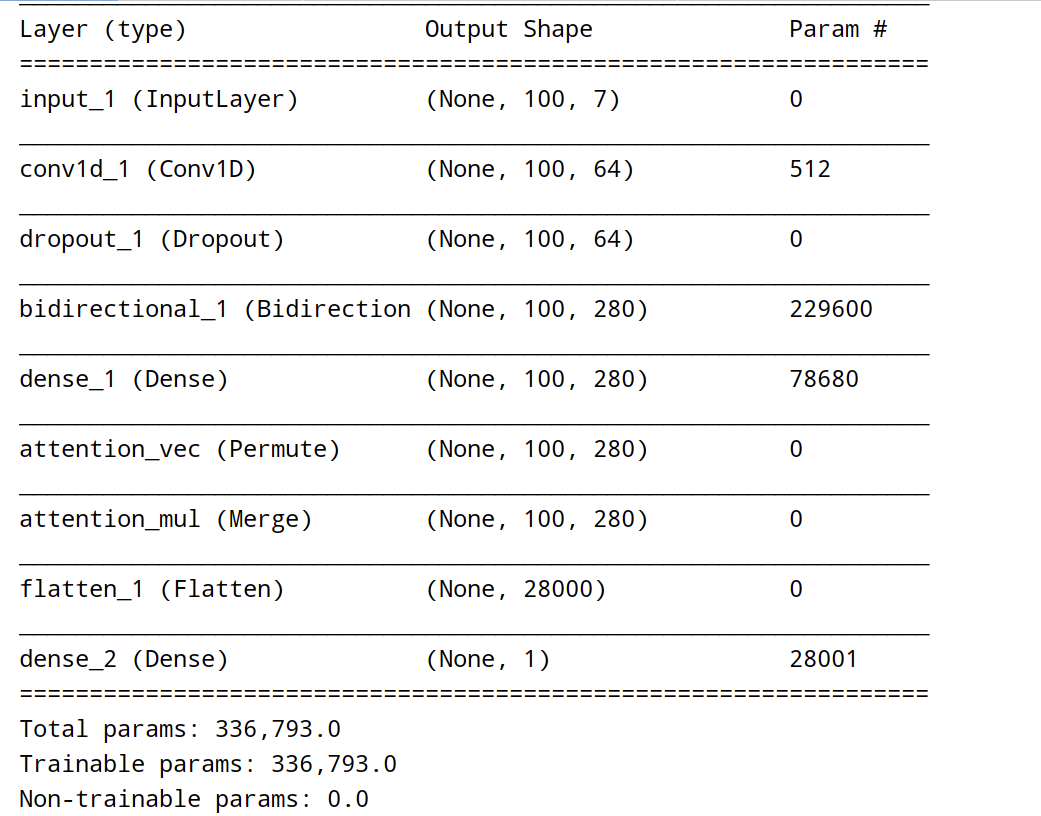 Layer (type) Output Shape Param #
=================================================================
input_1 (InputLayer) (None, 100, 7) 0
conv1d_1 (Conv1D) (None, 100, 64) 512
dropout_1 (Dropout) (None, 100, 64) 0
bidirectional_1 (Bidirection (None, 100, 280) 229600
dense_1 (Dense) (None, 100, 280) 78680
attention_vec (Permute) (None, 100, 280) 0
attention_mul (Merge) (None, 100, 280) 0
flatten_1 (Flatten) (None, 28000) 0
dense_2 (Dense) (None, 1) 28001
=================================================================
Total params: 336,793.0
Trainable params: 336,793.0
Non-trainable params: 0.0